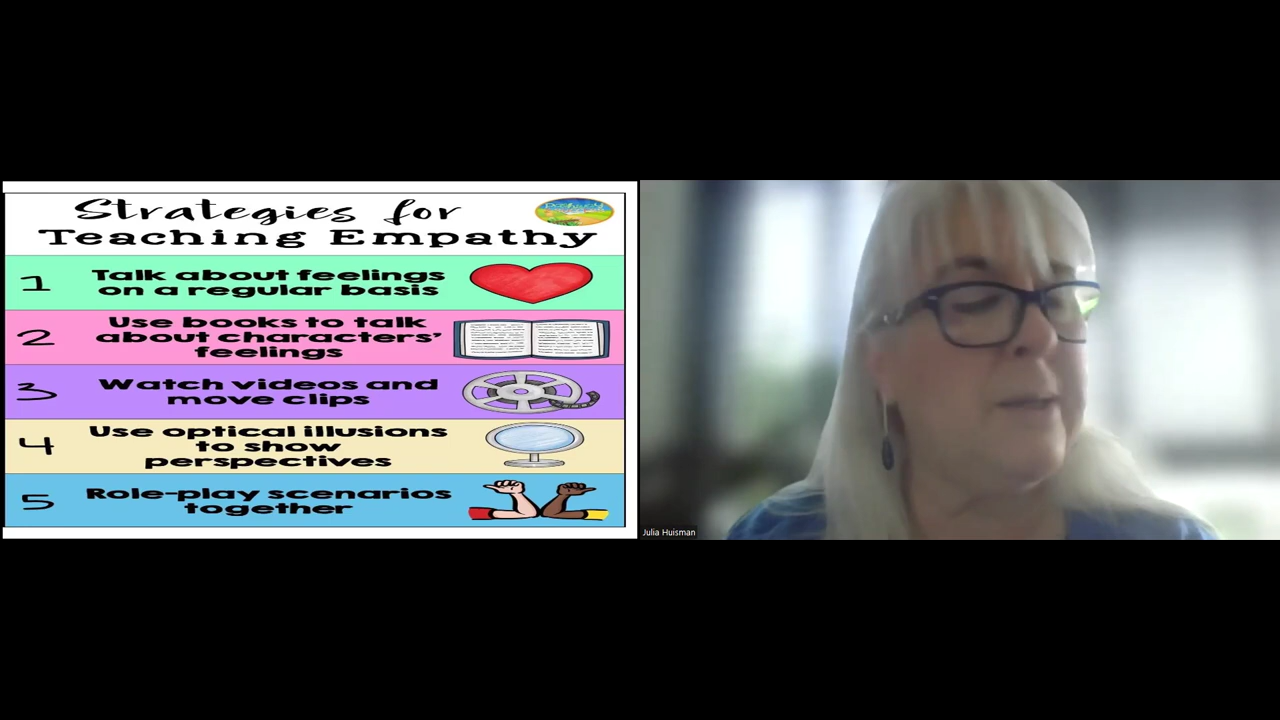 Strategies for
Teaching Empathy
1
Talk about feelings
on a regular basis
2
Use books to talk
about characters'
feelings
3
Watch videos and
move clips
4
Use optical illusions
to show
perspectives
5
Role-play scenarios
together
Julia Huisman